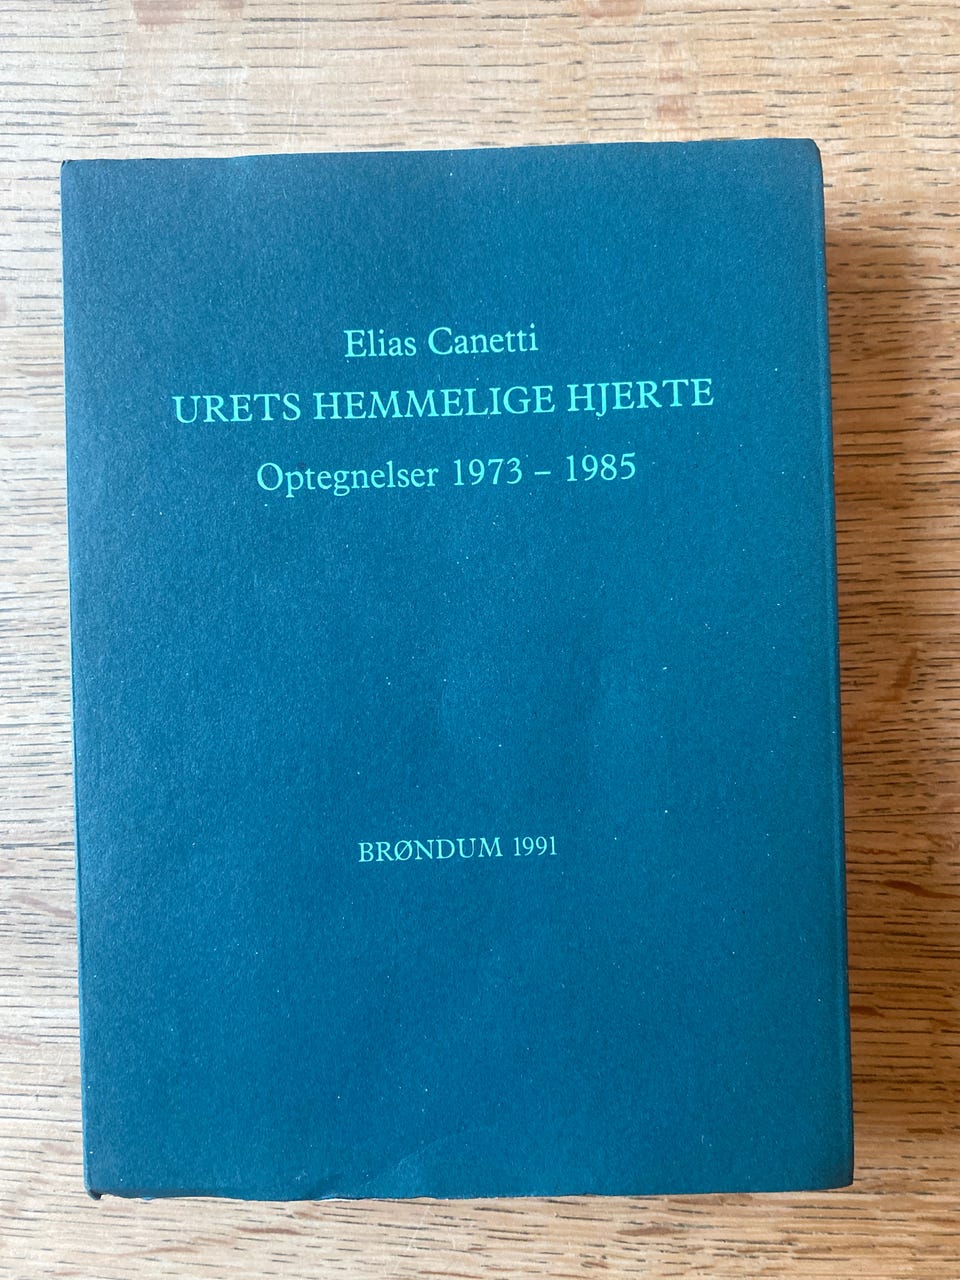 Elias Canetti
URETS HEMMELIGE HJERTE
Optegnelser 1973 – 1985
BRØNDUM 1991